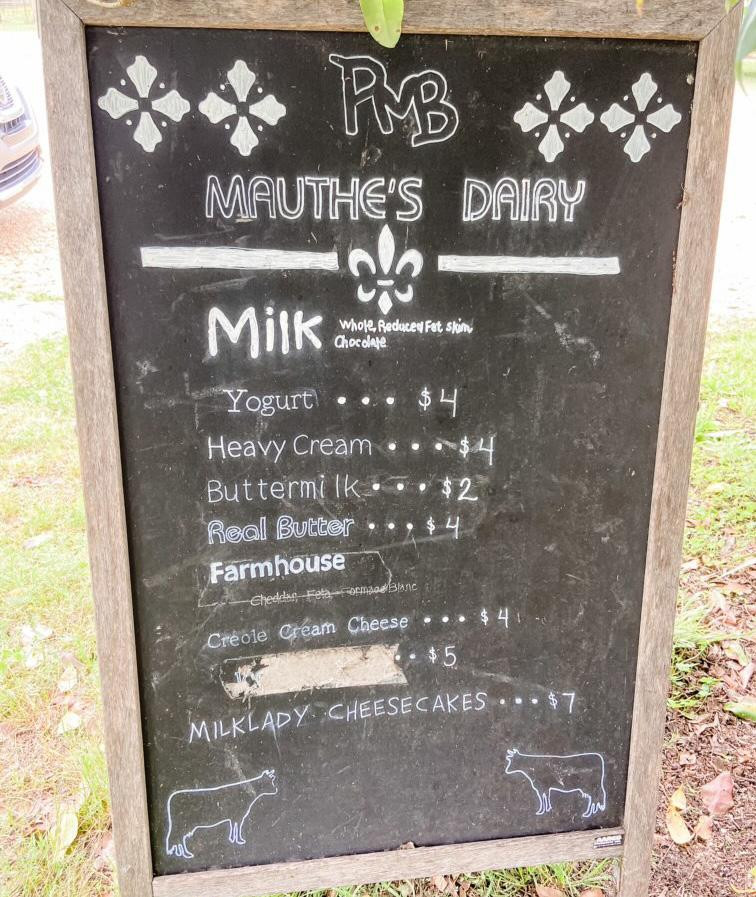 PMB
MAUTHE'S DAIRY
Milk Whole, Reduced Fat, Skim,
Chocolate
Yogurt • • • $4
Heavy Cream • • • $4
Buttermilk • • • $2
Real Butter • • • $4
Farmhouse
Cheddar, Feta Blanc
Creole Cream Cheese • • • $4
•• $5
MILKLADY CHEESECAKES • • • $7